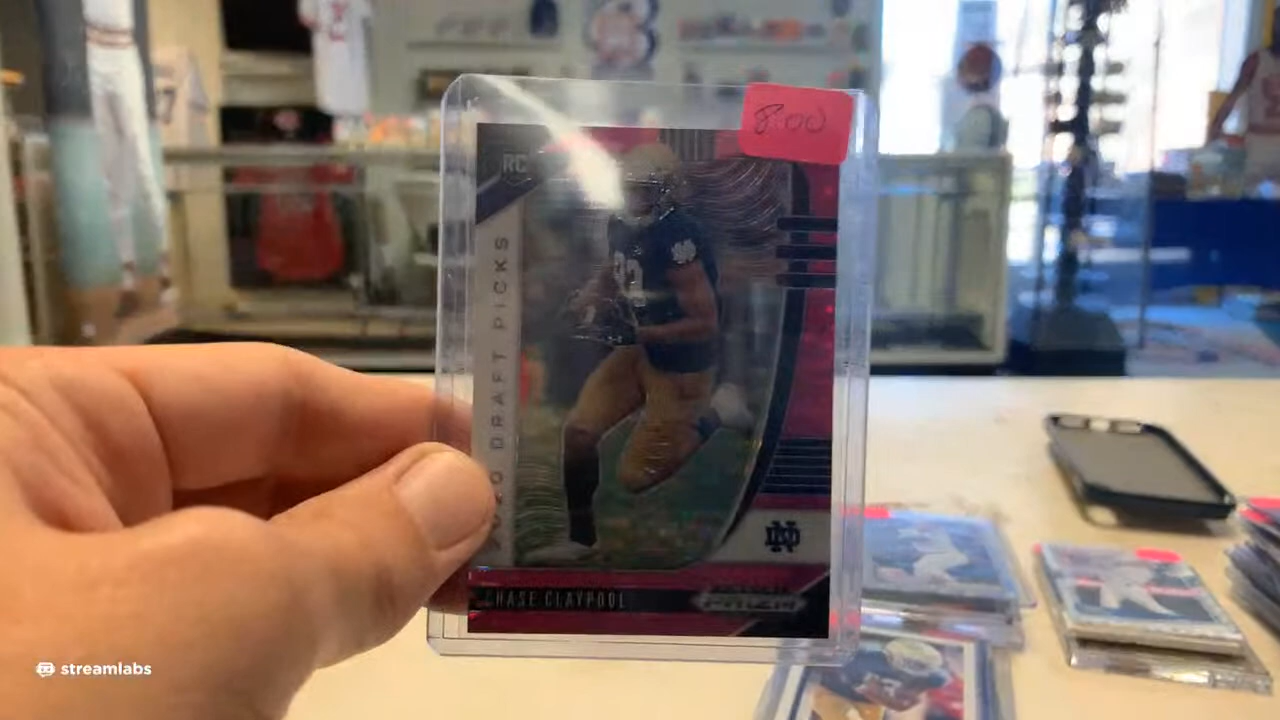 8.00
RC
2020 DRAFT PICKS
CHASE CLAYPOOL
PRIZM
streamlabs